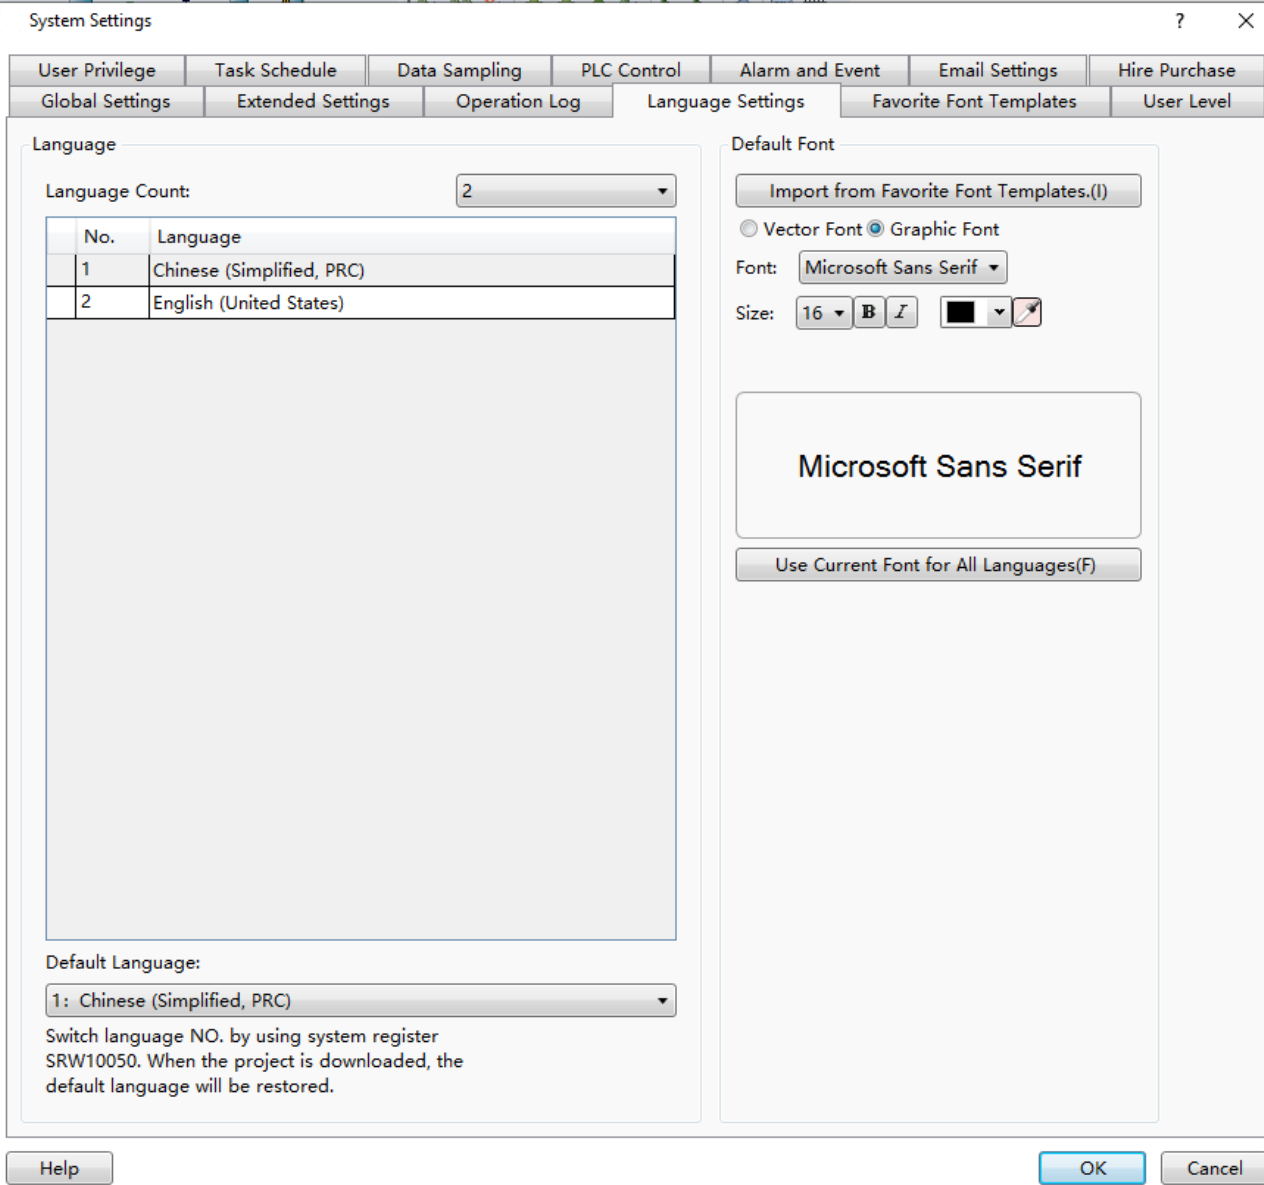 System Settings
?
User Privilege
Task Schedule
Data Sampling
PLC Control
Alarm and Event
Email Settings
Hire Purchase
Global Settings
Extended Settings
Operation Log
Language Settings
Favorite Font Templates
User Level
Language
Language Count:
2
No.
Language
1
Chinese (Simplified, PRC)
2
English (United States)
Default Language:
1: Chinese (Simplified, PRC)
Switch language NO. by using system register
SRW10050. When the project is downloaded, the
default language will be restored.
Default Font
Import from Favorite Font Templates.(I)
Vector Font
Graphic Font
Font:
Microsoft Sans Serif
Size:
16
B
I
Microsoft Sans Serif
Use Current Font for All Languages(F)
Help
OK
Cancel